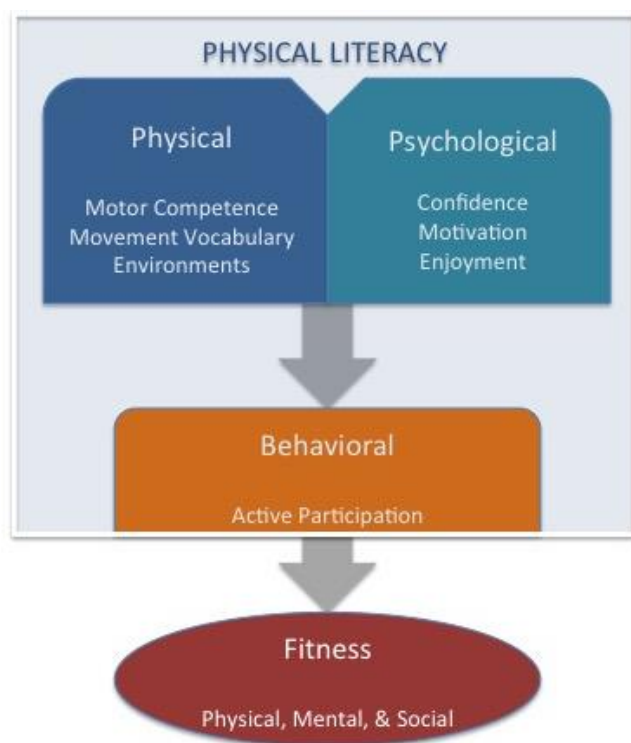 PHYSICAL LITERACY
Physical
Motor Competence
Movement Vocabulary
Environments
Psychological
Confidence
Motivation
Enjoyment
Behavioral
Active Participation
Fitness
Physical, Mental, & Social